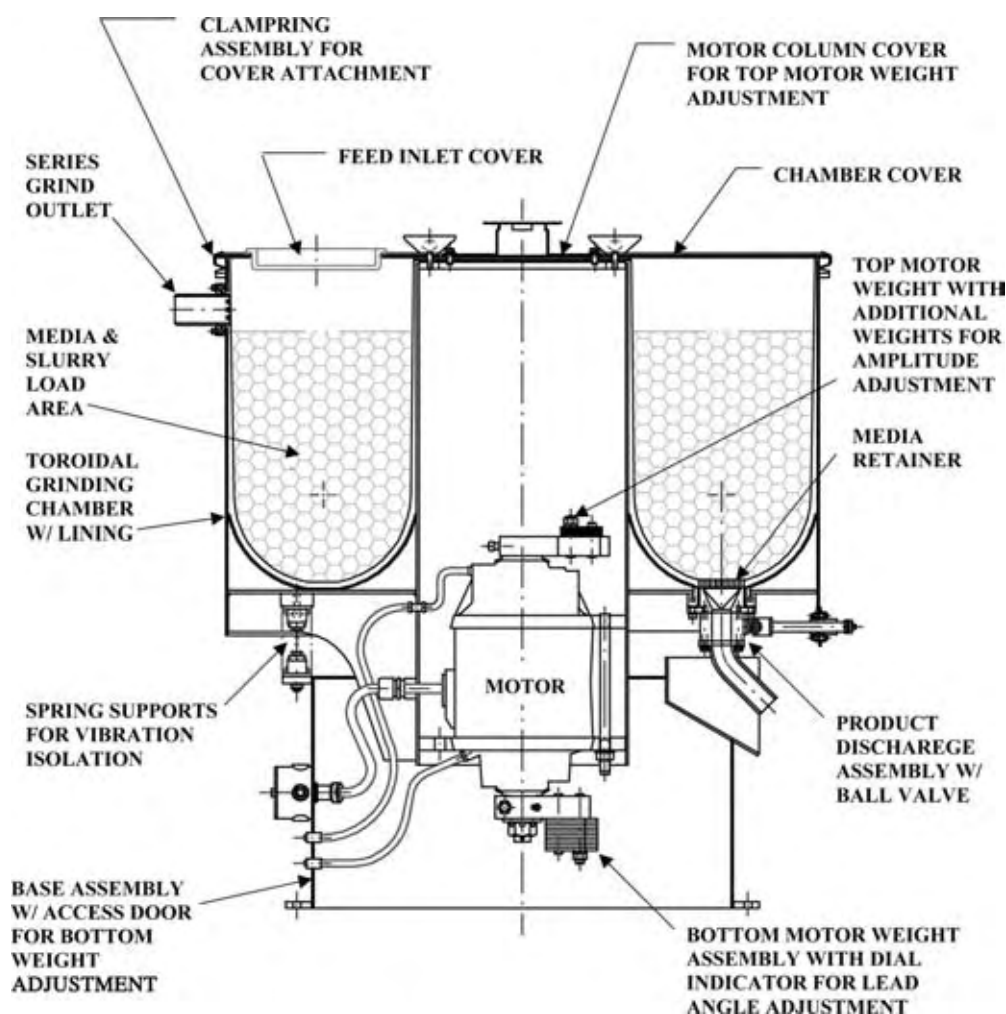 CLAMPRING
ASSEMBLY FOR
COVER ATTACHMENT
MOTOR COLUMN COVER
FOR TOP MOTOR WEIGHT
ADJUSTMENT
SERIES
GRIND
OUTLET
FEED INLET COVER
CHAMBER COVER
TOP MOTOR
WEIGHT WITH
ADDITIONAL
WEIGHTS FOR
AMPLITUDE
ADJUSTMENT
MEDIA &
SLURRY
LOAD
AREA
MEDIA
RETAINER
TOROIDAL
GRINDING
CHAMBER
W/ LINING
MOTOR
SPRING SUPPORTS
FOR VIBRATION
ISOLATION
PRODUCT
DISCHAREGE
ASSEMBLY W/
BALL VALVE
BASE ASSEMBLY
W/ ACCESS DOOR
FOR BOTTOM
WEIGHT
ADJUSTMENT
BOTTOM MOTOR WEIGHT
ASSEMBLY WITH DIAL
INDICATOR FOR LEAD
ANGLE ADJUSTMENT